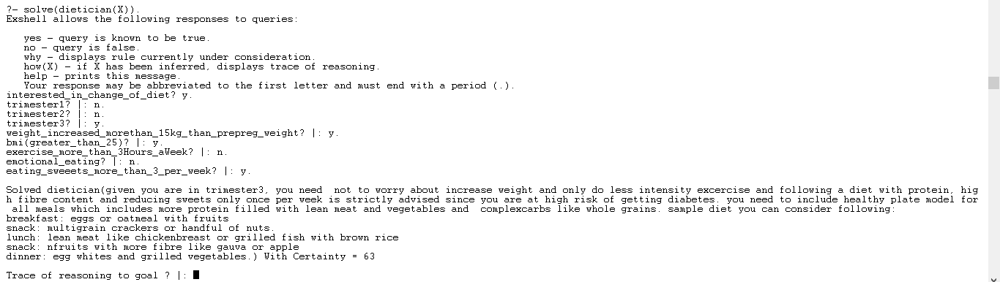 ?- solve(dietician(X)).
Exshell allows the following responses to queries:
yes - query is known to be true.
no - query is false.
why - displays rule currently under consideration.
how(X) - if X has been inferred, displays trace of reasoning.
help - prints this message.
Your response may be abbreviated to the first letter and must end with a period (.).
interested_in_change_of_diet? y.
trimester1? |: n.
trimester2? |: n.
trimester3? |: y.
weight_increased_morethan_15kg_than_prepreg_weight? |: y.
bmi(greater_than_25)? |: y.
exercise_more_than_3Hours_aWeek? |: n.
emotional_eating? |: n.
eating_sweeets_more_than_3_per_week? |: y.
Solved dietician(given you are in trimester3, you need  not to worry about increase weight and only do less intensity excercise and following a diet with protein, hig
h fibre content and reducing sweets only once per week is strictly advised since you are at high risk of getting diabetes. you need to include healthy plate model for
all meals which includes more protein filled with lean meat and vegetables and  complexcarbs like whole grains. sample diet you can consider following:
breakfast: eggs or oatmeal with fruits
snack: multigrain crackers or handful of nuts.
lunch: lean meat like chickenbreast or grilled fish with brown rice
snack: nfruits with more fibre like gauva or apple
dinner: egg whites and grilled vegetables.) With Certainty = 63
Trace of reasoning to goal ? |: